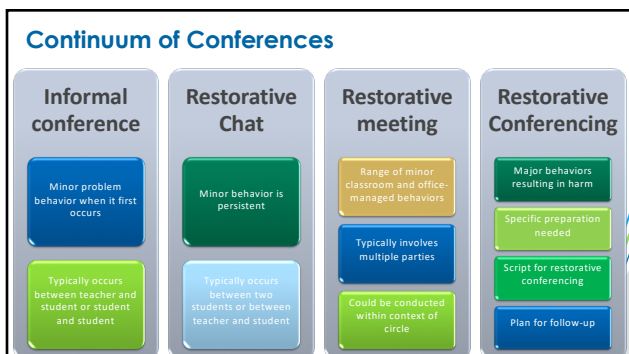 Continuum of Conferences
Informal
conference
Minor problem
behavior when it first
occurs
Typically occurs
between teacher and
student or student
and student
Restorative
Chat
Minor behavior is
persistent
Typically occurs
between two
students or between
teacher and student
Restorative
meeting
Range of minor
classroom and office-
managed behaviors
Typically involves
multiple parties
Could be conducted
within context of
circle
Restorative
Conferencing
Major behaviors
resulting in harm
Specific preparation
needed
Script for restorative
conferencing
Plan for follow-up